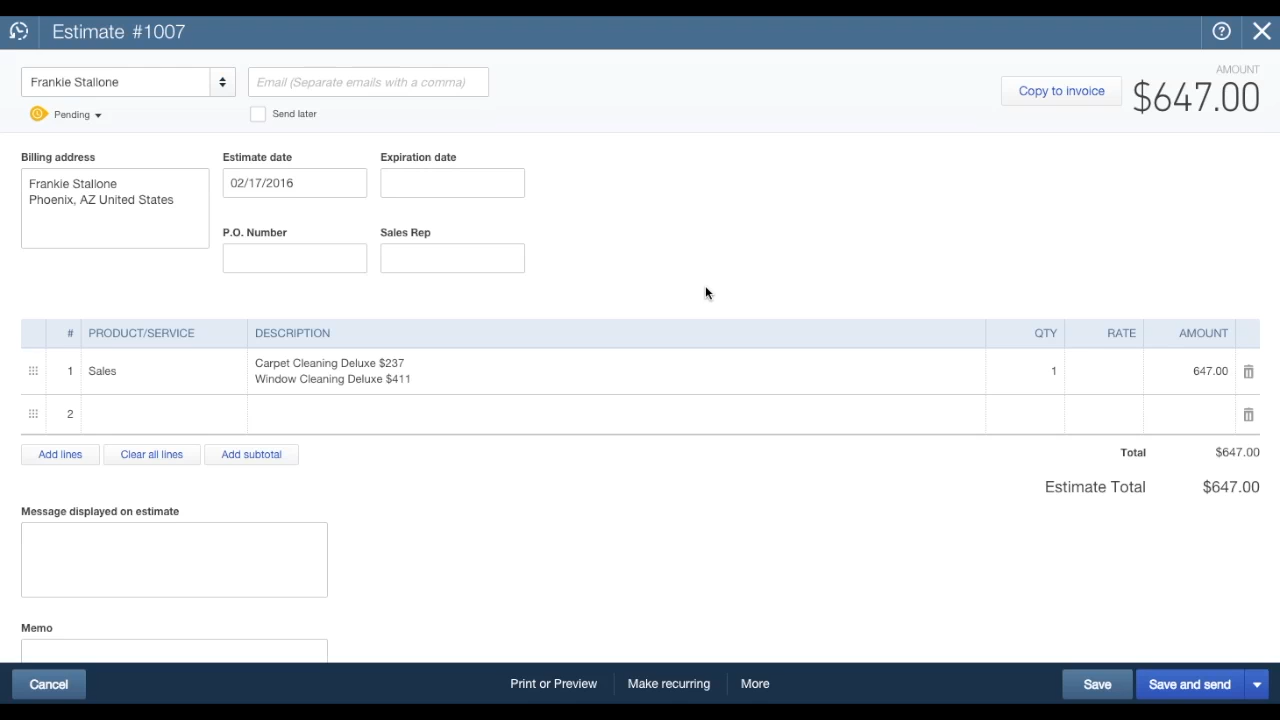 Estimate #1007
AMOUNT
Frankie Stallone
Email (Separate emails with a comma)
Copy to invoice
$647.00
Pending
Send later
Billing address
Estimate date
Expiration date
Frankie Stallone
Phoenix, AZ United States
02/17/2016
P.O. Number
Sales Rep
# PRODUCT/SERVICE DESCRIPTION QTY RATE AMOUNT
1 Sales Carpet Cleaning Deluxe $237 1 647.00
Window Cleaning Deluxe $411
2
Add lines Clear all lines Add subtotal
Total $647.00
Estimate Total $647.00
Message displayed on estimate
Memo
Cancel Print or Preview Make recurring More Save Save and send